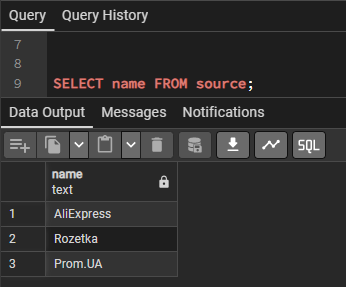 Query Query History
7
8
9 SELECT name FROM source;
Data Output Messages Notifications
SQL
name
text
1 AliExpress
2 Rozetka
3 Prom.UA